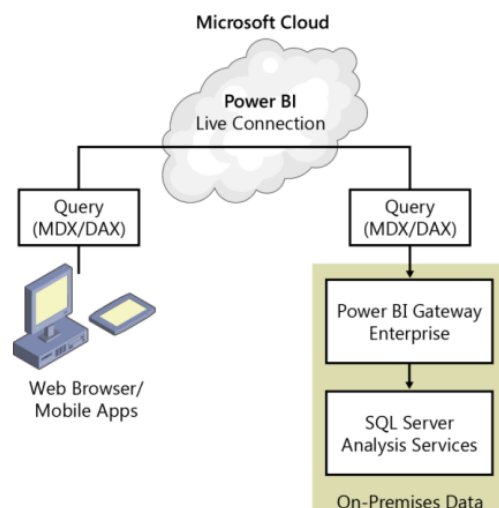 Microsoft Cloud
Power BI
Live Connection
Query
(MDX/DAX)
Query
(MDX/DAX)
Power BI Gateway
Enterprise
Web Browser/
Mobile Apps
SQL Server
Analysis Services
On-Premises Data